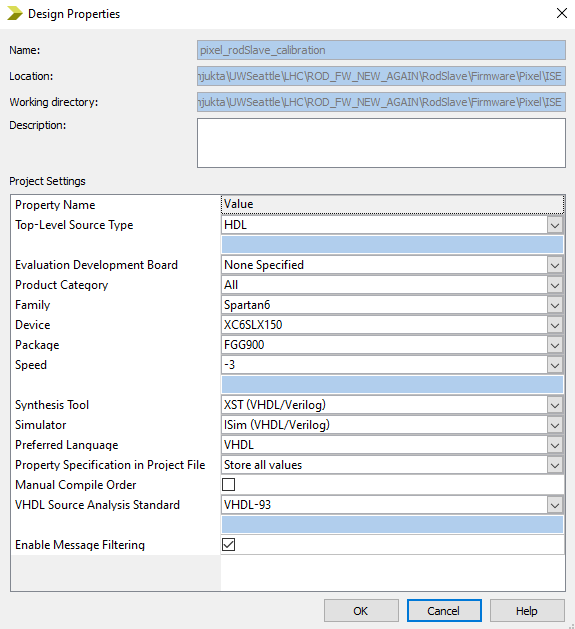 Design Properties
Name: pixel_rodSlave_calibration
Location: njukta\UWSeattle\LHC\ROD_FW_NEW_AGAIN\RodSlave\Firmware\Pixel\ISE
Working directory: njukta\UWSeattle\LHC\ROD_FW_NEW_AGAIN\RodSlave\Firmware\Pixel\ISE
Description:
Project Settings
Property Name Value
Top-Level Source Type HDL
Evaluation Development Board None Specified
Product Category All
Family Spartan6
Device XC6SLX150
Package FGG900
Speed -3
Synthesis Tool XST (VHDL/Verilog)
Simulator ISim (VHDL/Verilog)
Preferred Language VHDL
Property Specification in Project File Store all values
Manual Compile Order
VHDL Source Analysis Standard VHDL-93
Enable Message Filtering
OK Cancel Help